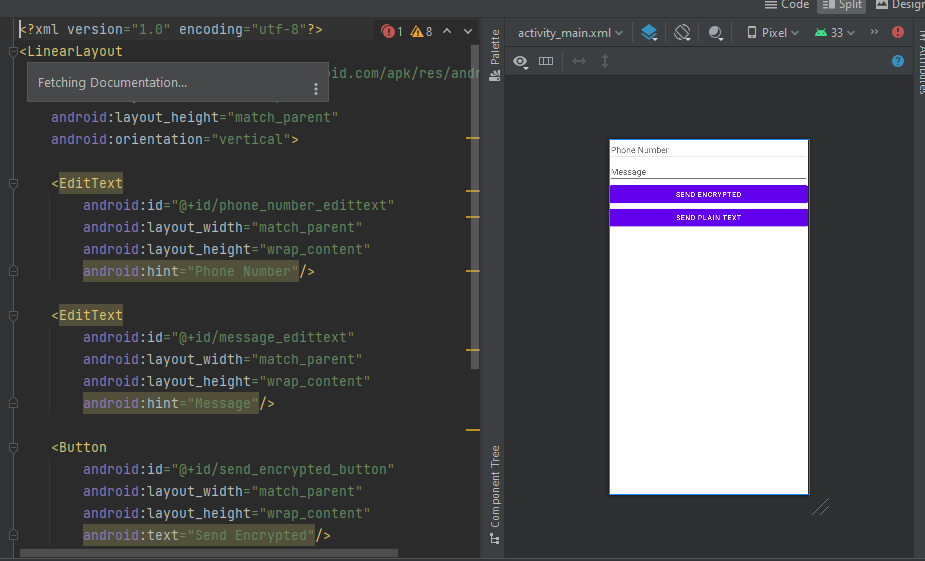 Code
Split
Design
<?xml version="1.0" encoding="utf-8"?>
1
8
<LinearLayout
oid.com/apk/res/andr
Fetching Documentation...
android:layout_height="match_parent"
android:orientation="vertical">
<EditText
android:id="@+id/phone_number_edittext"
android:layout_width="match_parent"
android:layout_height="wrap_content"
android:hint="Phone Number"/>
<EditText
android:id="@+id/message_edittext"
android:layout_width="match_parent"
android:layout_height="wrap_content"
android:hint="Message"/>
<Button
android:id="@+id/send_encrypted_button"
android:layout_width="match_parent"
android:layout_height="wrap_content"
android:text="Send Encrypted"/>
Palette
Component Tree
activity_main.xml
Pixel
33
Attributes
Phone Number
Message
SEND ENCRYPTED
SEND PLAIN TEXT